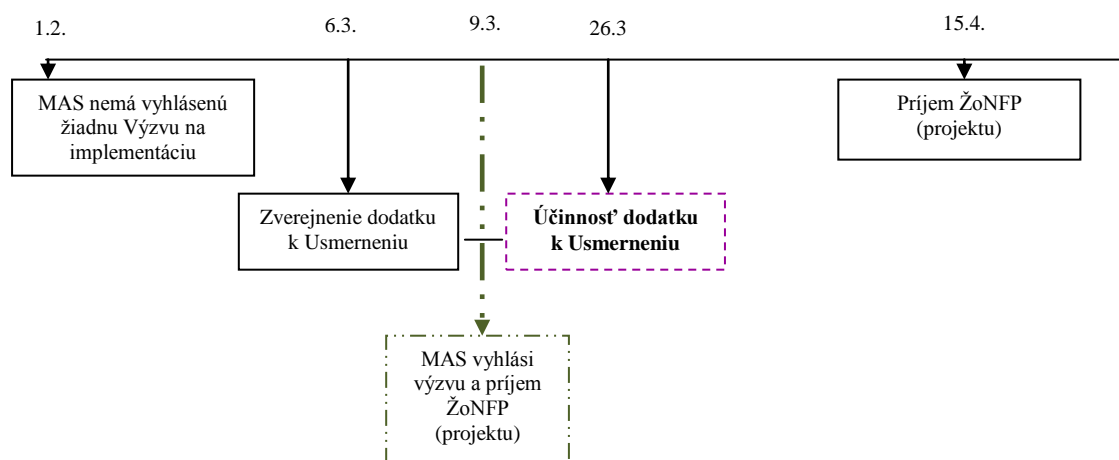 1.2.
6.3.
9.3.
26.3
15.4.
MAS nemá vyhlásenú
žiadnu Výzvu na
implementáciu
Príjem ŽoNFP
(projektu)
Zverejnenie dodatku
k Usmerneniu
Účinnosť dodatku
k Usmerneniu
MAS vyhlási
výzvu a príjem
ŽoNFP
(projektu)